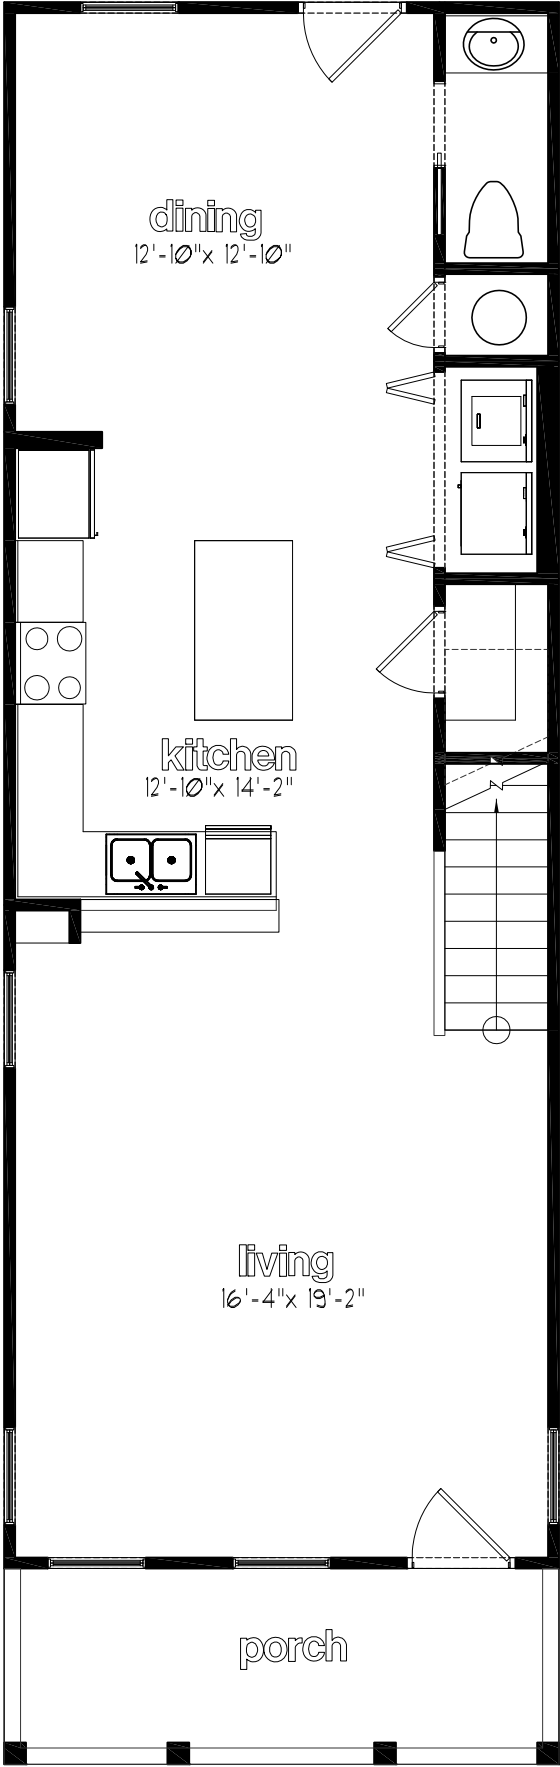 dining
12'-10"x 12'-10"
kitchen
12'-10"x 14'-2"
living
16'-4"x 19'-2"
porch